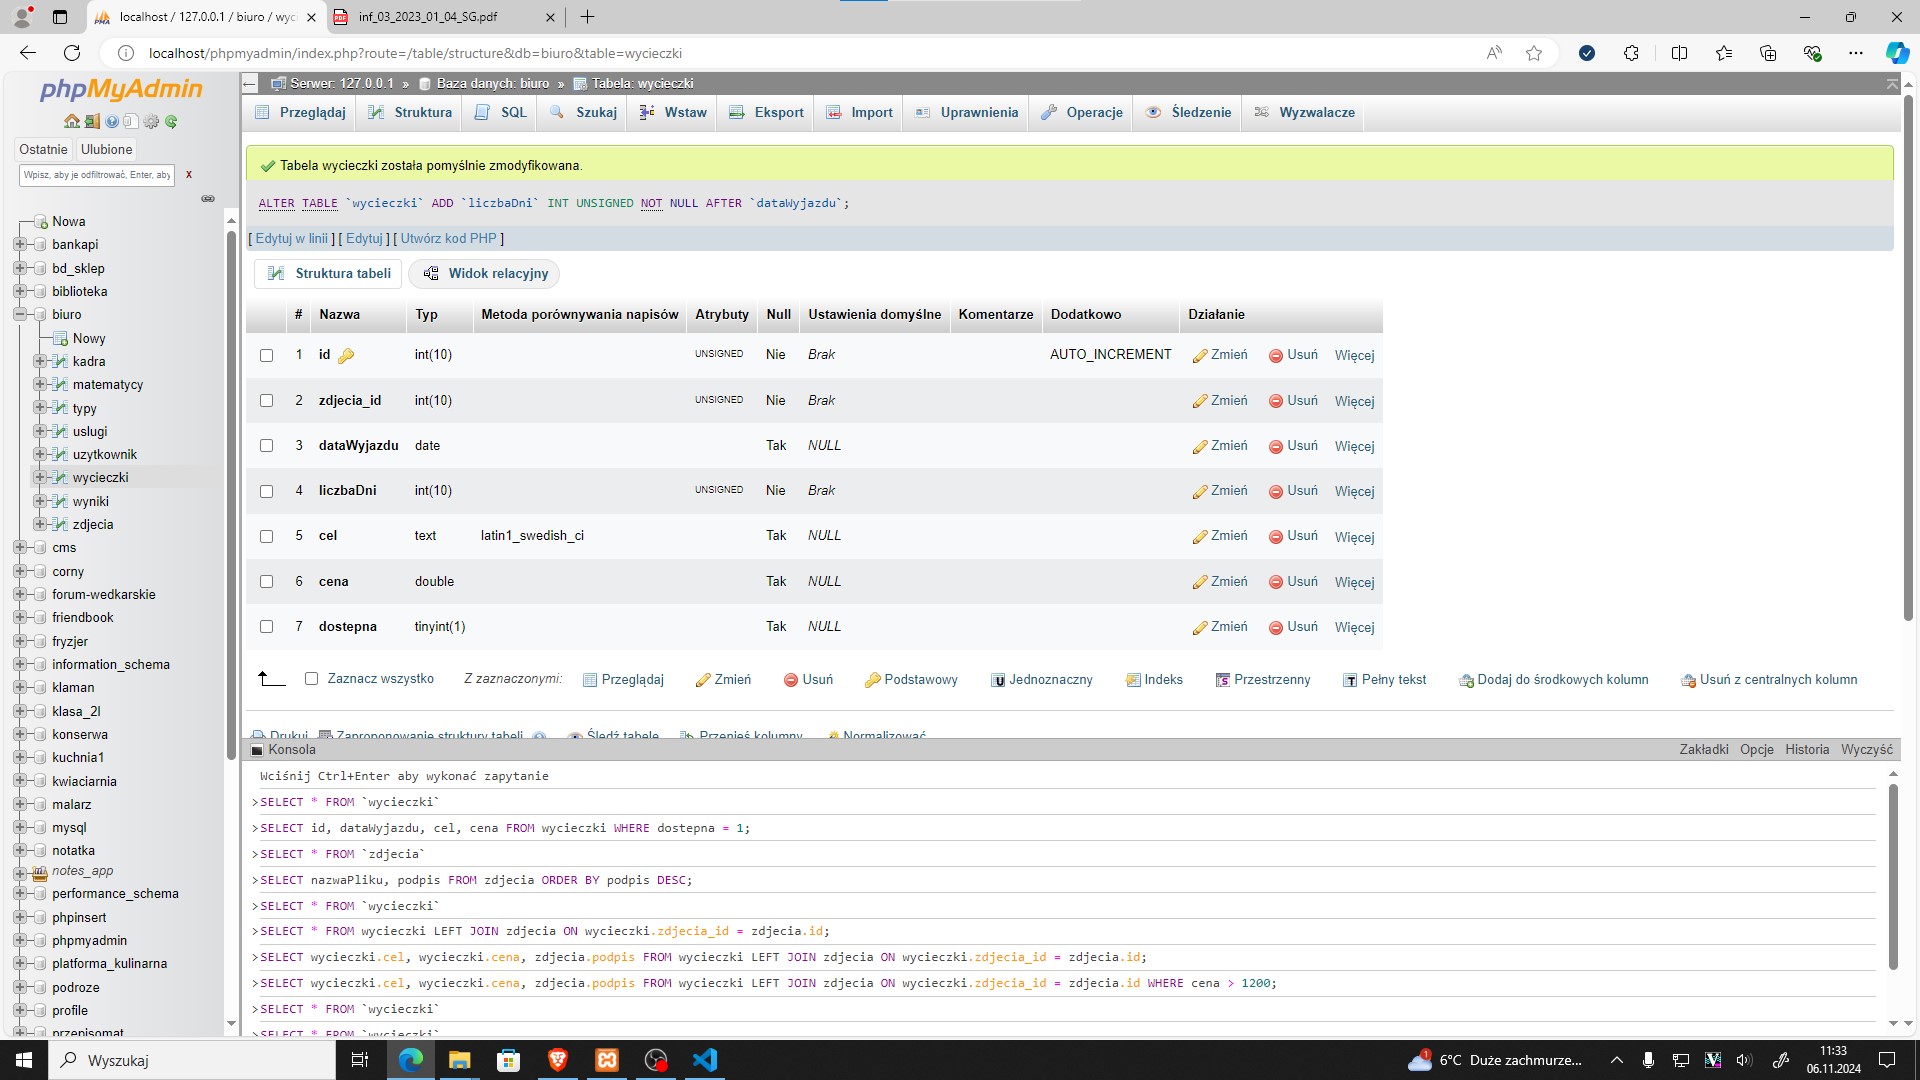 localhost / 127.0.0.1 / biuro / wyc
inf_03_2023_01_04_SG.pdf
localhost/phpmyadmin/index.php?route=/table/structure&db=biuro&table=wycieczki
phpMyAdmin
Ostatnie Ulubione
Wpisz, aby je odfiltrować, Enter, aby x
Nowa
bankapi
bd_sklep
biblioteka
biuro
Nowy
kadra
matematycy
typy
uslugi
uzytkownik
wycieczki
wyniki
zdjecia
cms
corny
forum-wedkarskie
friendbook
fryzjer
information_schema
klaman
klasa_2l
konserwa
kuchnia1
kwiaciarnia
malarz
mysql
notatka
notes_app
performance_schema
phpinsert
phpmyadmin
platforma_kulinarna
podroze
profile
przepisomat
Serwer: 127.0.0.1 » Baza danych: biuro » Tabela: wycieczki
Przeglądaj Struktura SQL Szukaj Wstaw Eksport Import Uprawnienia Operacje Śledzenie Wyzwalacze
Tabela wycieczki została pomyślnie zmodyfikowana.
ALTER TABLE `wycieczki` ADD `liczbaDni` INT UNSIGNED NOT NULL AFTER `dataWyjazdu`;
[ Edytuj w linii ] [ Edytuj ] [ Utwórz kod PHP ]
Struktura tabeli Widok relacyjny
# Nazwa Typ Metoda porównywania napisów Atrybuty Null Ustawienia domyślne Komentarze Dodatkowo Działanie
1 id int(10) UNSIGNED Nie Brak AUTO_INCREMENT Zmień Usuń Więcej
2 zdjecia_id int(10) UNSIGNED Nie Brak Zmień Usuń Więcej
3 dataWyjazdu date Tak NULL Zmień Usuń Więcej
4 liczbaDni int(10) UNSIGNED Nie Brak Zmień Usuń Więcej
5 cel text latin1_swedish_ci Tak NULL Zmień Usuń Więcej
6 cena double Tak NULL Zmień Usuń Więcej
7 dostepna tinyint(1) Tak NULL Zmień Usuń Więcej
Zaznacz wszystko Z zaznaczonymi: Przeglądaj Zmień Usuń Podstawowy Jednoznaczny Indeks Przestrzenny Pełny tekst Dodaj do środkowych kolumn Usuń z centralnych kolumn
Drukuj Zaproponowanie struktury tabeli Śledź tabelę Przenieś kolumny Normalizować
Konsola Zakładki Opcje Historia Wyczyść
Wciśnij Ctrl+Enter aby wykonać zapytanie
>SELECT * FROM `wycieczki`
>SELECT id, dataWyjazdu, cel, cena FROM wycieczki WHERE dostepna = 1;
>SELECT * FROM `zdjecia`
>SELECT nazwaPliku, podpis FROM zdjecia ORDER BY podpis DESC;
>SELECT * FROM `wycieczki`
>SELECT * FROM wycieczki LEFT JOIN zdjecia ON wycieczki.zdjecia_id = zdjecia.id;
>SELECT wycieczki.cel, wycieczki.cena, zdjecia.podpis FROM wycieczki LEFT JOIN zdjecia ON wycieczki.zdjecia_id = zdjecia.id;
>SELECT wycieczki.cel, wycieczki.cena, zdjecia.podpis FROM wycieczki LEFT JOIN zdjecia ON wycieczki.zdjecia_id = zdjecia.id WHERE cena > 1200;
>SELECT * FROM `wycieczki`
>SELECT * FROM `wycieczki`
Wyszukaj
1 6°C Duże zachmurze...
11:33
06.11.2024